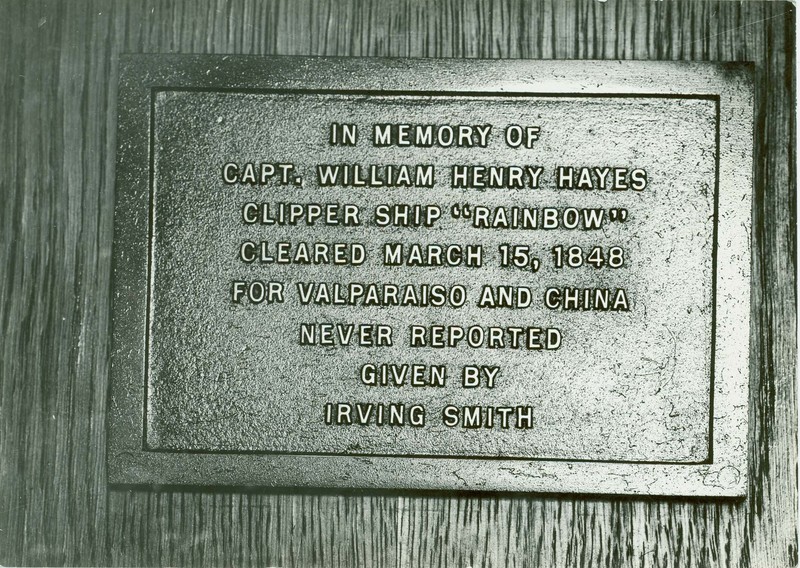 IN MEMORY OF
CAPT. WILLIAM HENRY HAYES
CLIPPER SHIP "RAINBOW"
CLEARED MARCH 15, 1848
FOR VALPARAISO AND CHINA
NEVER REPORTED
GIVEN BY
IRVING SMITH